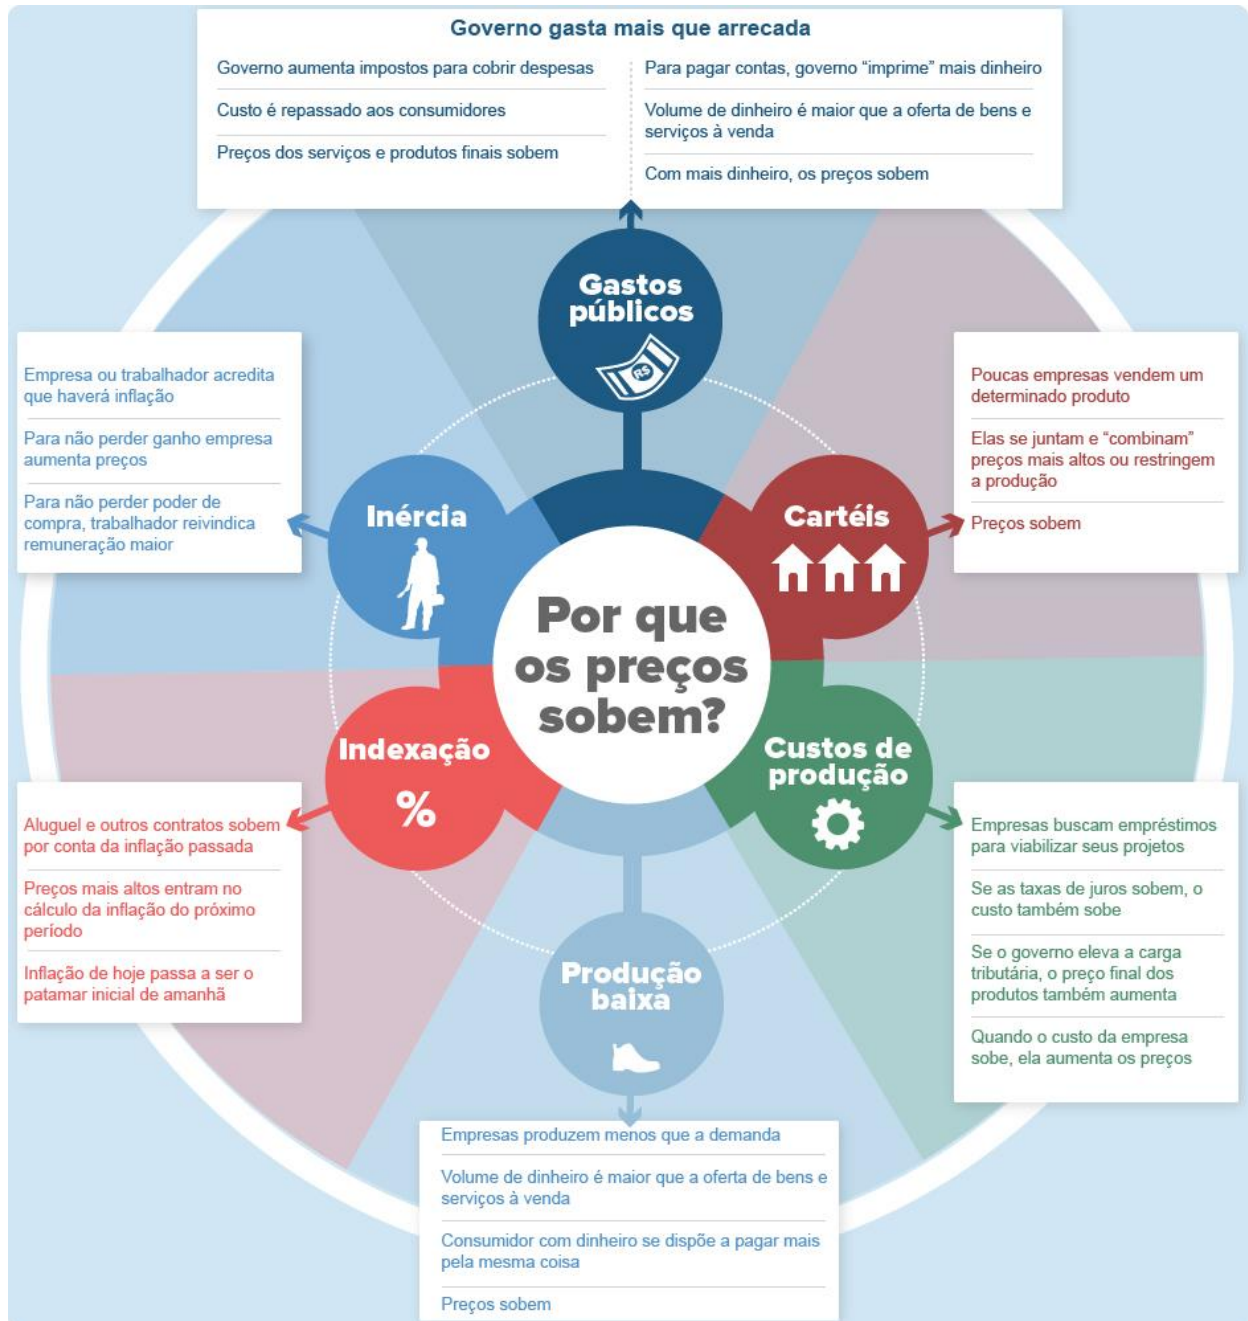 Governo gasta mais que arrecada
Governo aumenta impostos para cobrir despesas
Custo é repassado aos consumidores
Preços dos serviços e produtos finais sobem
Para pagar contas, governo “imprime” mais dinheiro
Volume de dinheiro é maior que a oferta de bens e
serviços à venda
Com mais dinheiro, os preços sobem
Gastos
públicos
R$
Empresa ou trabalhador acredita
que haverá inflação
Para não perder ganho empresa
aumenta preços
Para não perder poder de
compra, trabalhador reivindica
remuneração maior
Inércia
Cartéis
Poucas empresas vendem um
determinado produto
Elas se juntam e “combinam”
preços mais altos ou restringem
a produção
Preços sobem
Por que
os preços
sobem?
Indexação
%
Aluguel e outros contratos sobem
por conta da inflação passada
Preços mais altos entram no
cálculo da inflação do próximo
período
Inflação de hoje passa a ser o
patamar inicial de amanhã
Custos de
produção
Empresas buscam empréstimos
para viabilizar seus projetos
Se as taxas de juros sobem, o
custo também sobe
Se o governo eleva a carga
tributária, o preço final dos
produtos também aumenta
Quando o custo da empresa
sobe, ela aumenta os preços
Produção
baixa
Empresas produzem menos que a demanda
Volume de dinheiro é maior que a oferta de bens e
serviços à venda
Consumidor com dinheiro se dispõe a pagar mais
pela mesma coisa
Preços sobem